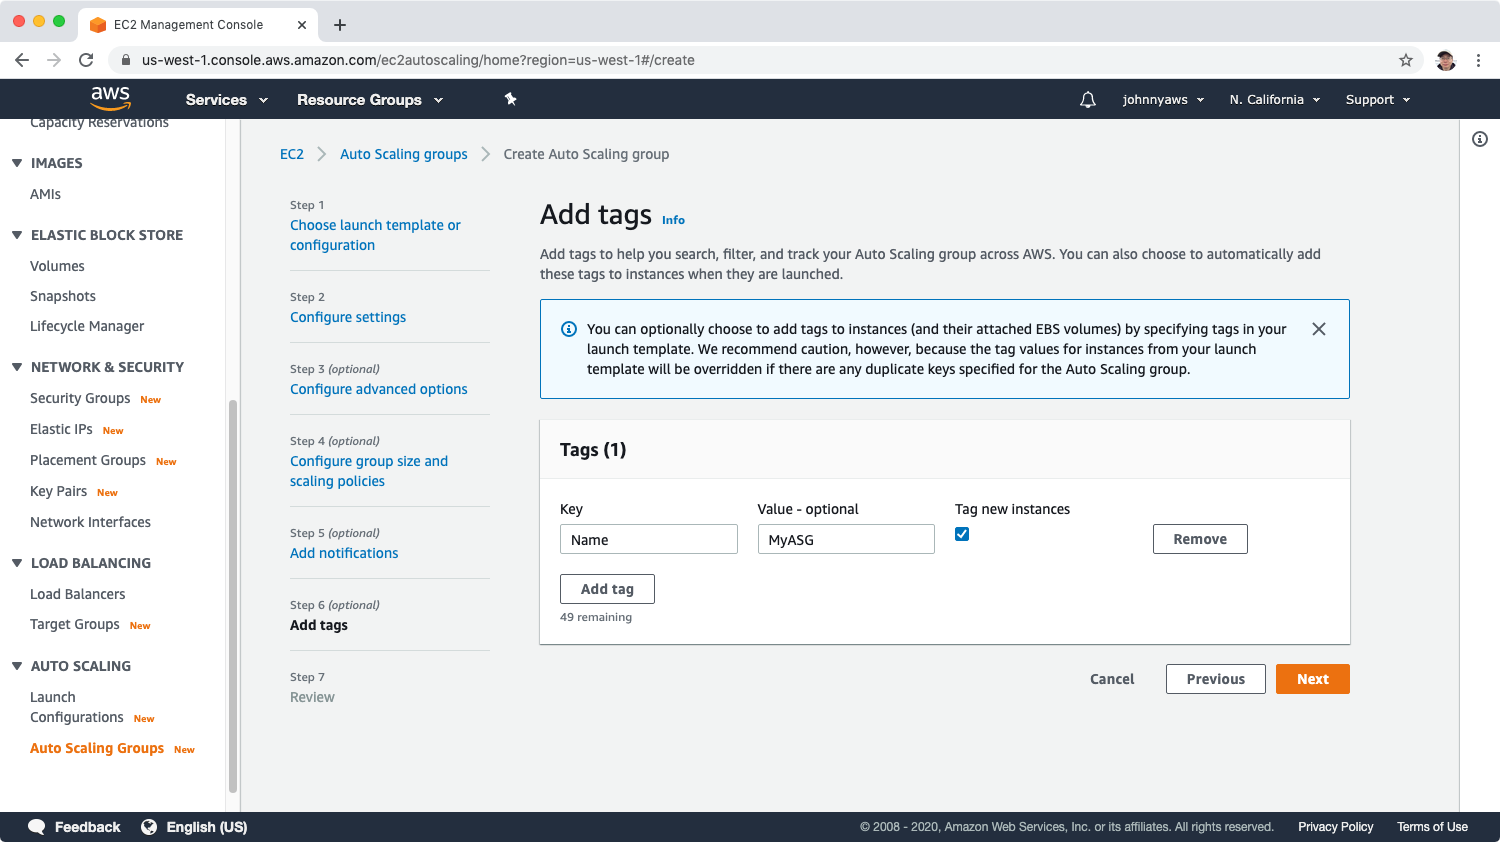 EC2 Management Console
us-west-1.console.aws.amazon.com/ec2autoscaling/home?region=us-west-1#/create
aws
Services
Resource Groups
johnnyaws
N. California
Support
Capacity Reservations
IMAGES
AMIs
ELASTIC BLOCK STORE
Volumes
Snapshots
Lifecycle Manager
NETWORK & SECURITY
Security Groups New
Elastic IPs New
Placement Groups New
Key Pairs New
Network Interfaces
LOAD BALANCING
Load Balancers
Target Groups New
AUTO SCALING
Launch
Configurations New
Auto Scaling Groups New
EC2
Auto Scaling groups
Create Auto Scaling group
Step 1
Choose launch template or
configuration
Step 2
Configure settings
Step 3 (optional)
Configure advanced options
Step 4 (optional)
Configure group size and
scaling policies
Step 5 (optional)
Add notifications
Step 6 (optional)
Add tags
Step 7
Review
Add tags Info
Add tags to help you search, filter, and track your Auto Scaling group across AWS. You can also choose to automatically add
these tags to instances when they are launched.
You can optionally choose to add tags to instances (and their attached EBS volumes) by specifying tags in your
launch template. We recommend caution, however, because the tag values for instances from your launch
template will be overridden if there are any duplicate keys specified for the Auto Scaling group.
Tags (1)
Key
Value - optional
Tag new instances
Name
MyASG
Remove
Add tag
49 remaining
Cancel
Previous
Next
Feedback
English (US)
© 2008 - 2020, Amazon Web Services, Inc. or its affiliates. All rights reserved.
Privacy Policy
Terms of Use